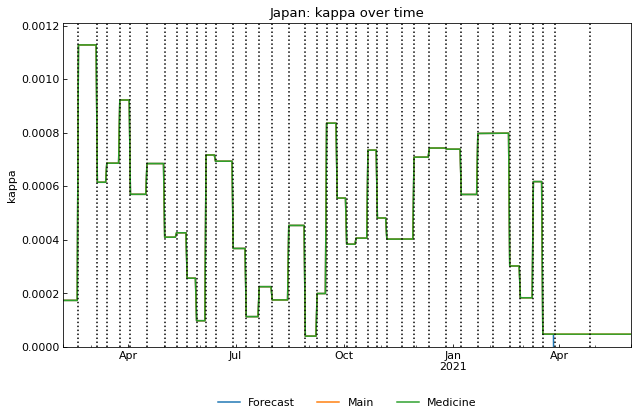 Japan: kappa over time
0.0012
0.0010
0.0008
0.0006
0.0004
0.0002
0.0000
kappa
Apr Jul Oct Jan Apr
2021
Forecast Main Medicine